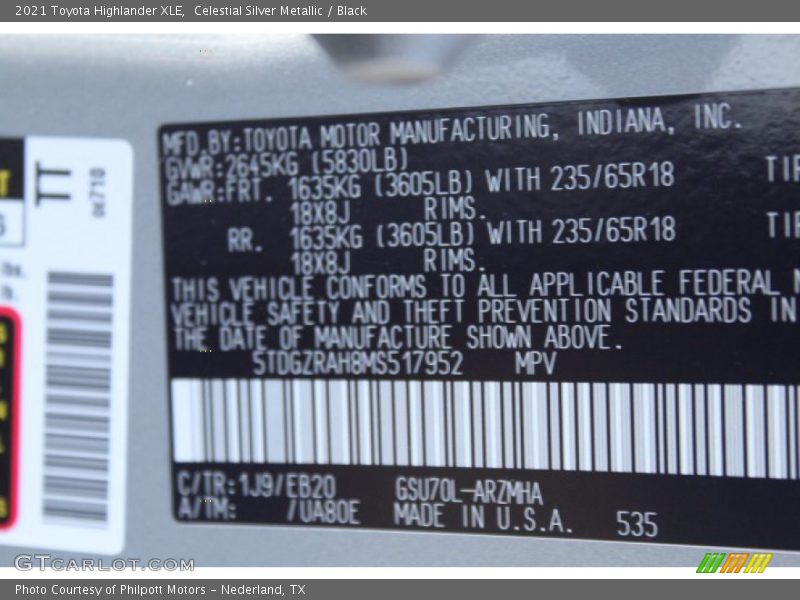 2021 Toyota Highlander XLE, Celestial Silver Metallic / Black
TT
MFD.BY:TOYOTA MOTOR MANUFACTURING, INDIANA, INC.
GVWR:2645KG (5830LB)
GAWR:FRT. 1635KG (3605LB) WITH 235/65R18 TIR
18X8J RIMS.
RR. 1635KG (3605LB) WITH 235/65R18 TIR
18X8J RIMS.
THIS VEHICLE CONFORMS TO ALL APPLICABLE FEDERAL M
VEHICLE SAFETY AND THEFT PREVENTION STANDARDS IN
THE DATE OF MANUFACTURE SHOWN ABOVE.
5TDGZRAH8MS517952 MPV
C/TR:1J9/EB20 GSU70L-ARZMHA
A/TM: /UA80E MADE IN U.S.A. 535
GTCARLOT.COM
Photo Courtesy of Philpott Motors - Nederland, TX